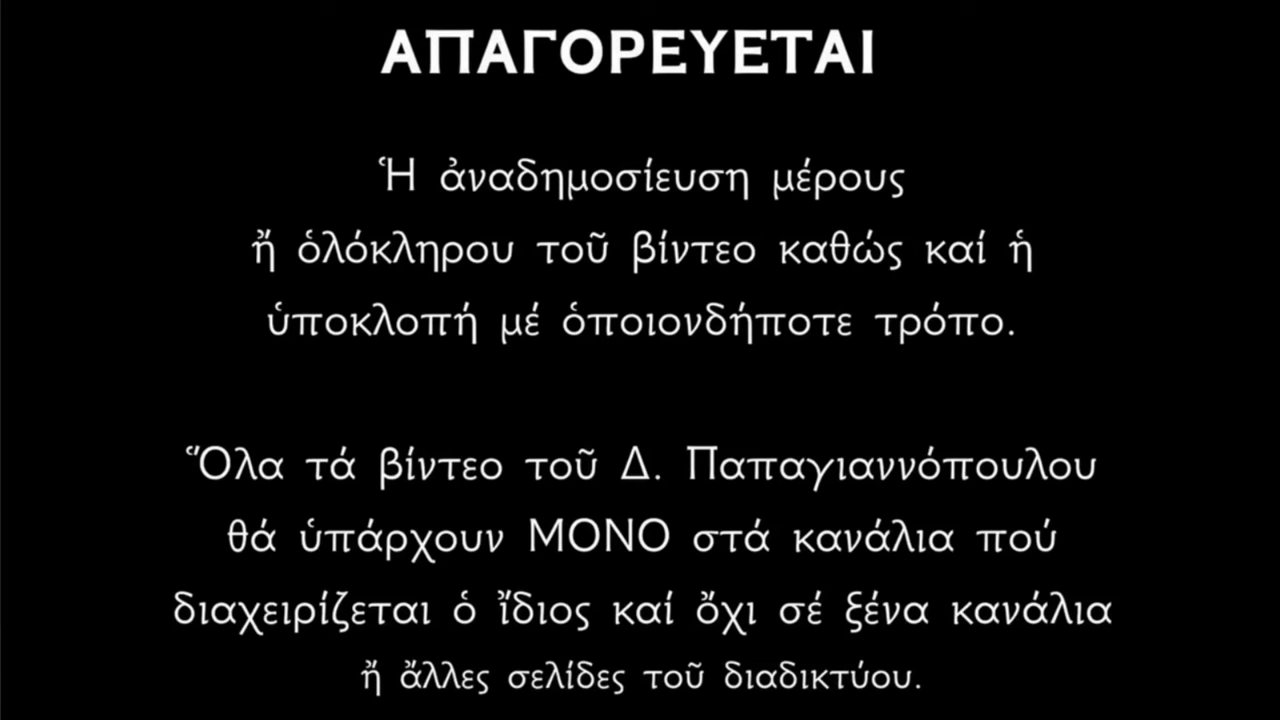 ΑΠΑΓΟΡΕΥΕΤΑΙ
Ἡ ἀναδημοσίευση μέρους
ἤ ὁλόκληρου τοῦ βίντεο καθώς καί ἡ
ὑποκλοπή μέ ὁποιονδήποτε τρόπο.
Ὅλα τά βίντεο τοῦ Δ. Παπαγιαννόπουλου
θά ὑπάρχουν ΜΟΝΟ στά κανάλια πού
διαχειρίζεται ὁ ἴδιος καί ὄχι σέ ξένα κανάλια
ἤ ἄλλες σελίδες τοῦ διαδικτύου.